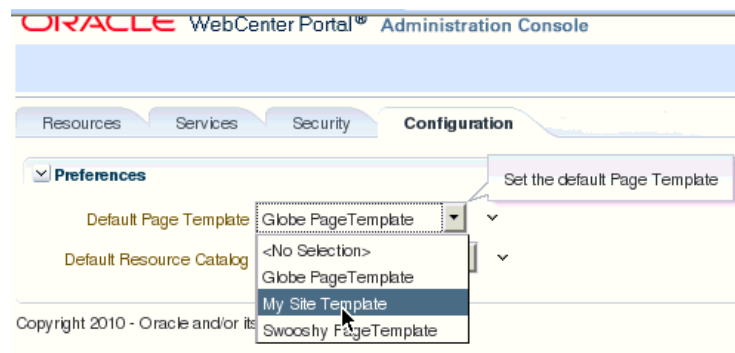 ORACLE WebCenter Portal® Administration Console
Resources Services Security Configuration
Preferences
Set the default Page Template
Default Page Template Globe PageTemplate
Default Resource Catalog
<No Selection>
Globe PageTemplate
My Site Template
Swooshy PageTemplate
Copyright 2010 - Oracle and/or its